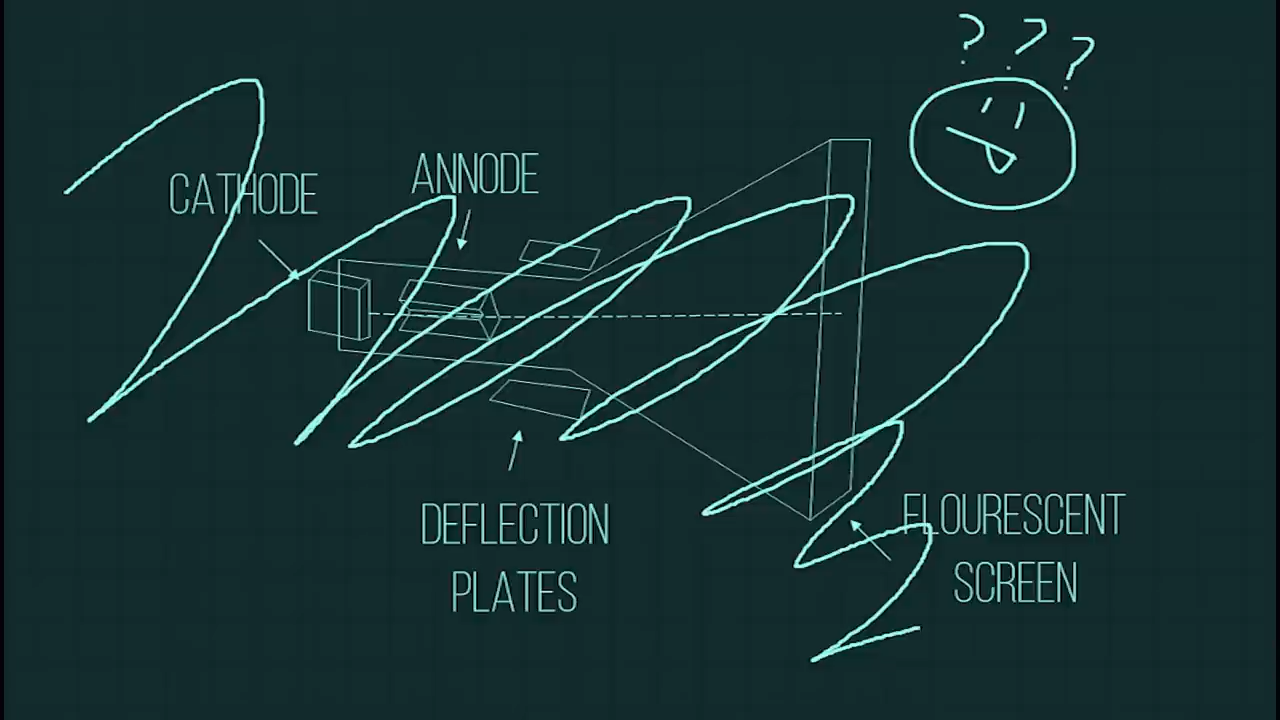 ? ? ?
CATHODE
ANNODE
DEFLECTION
PLATES
FLOURESCENT
SCREEN